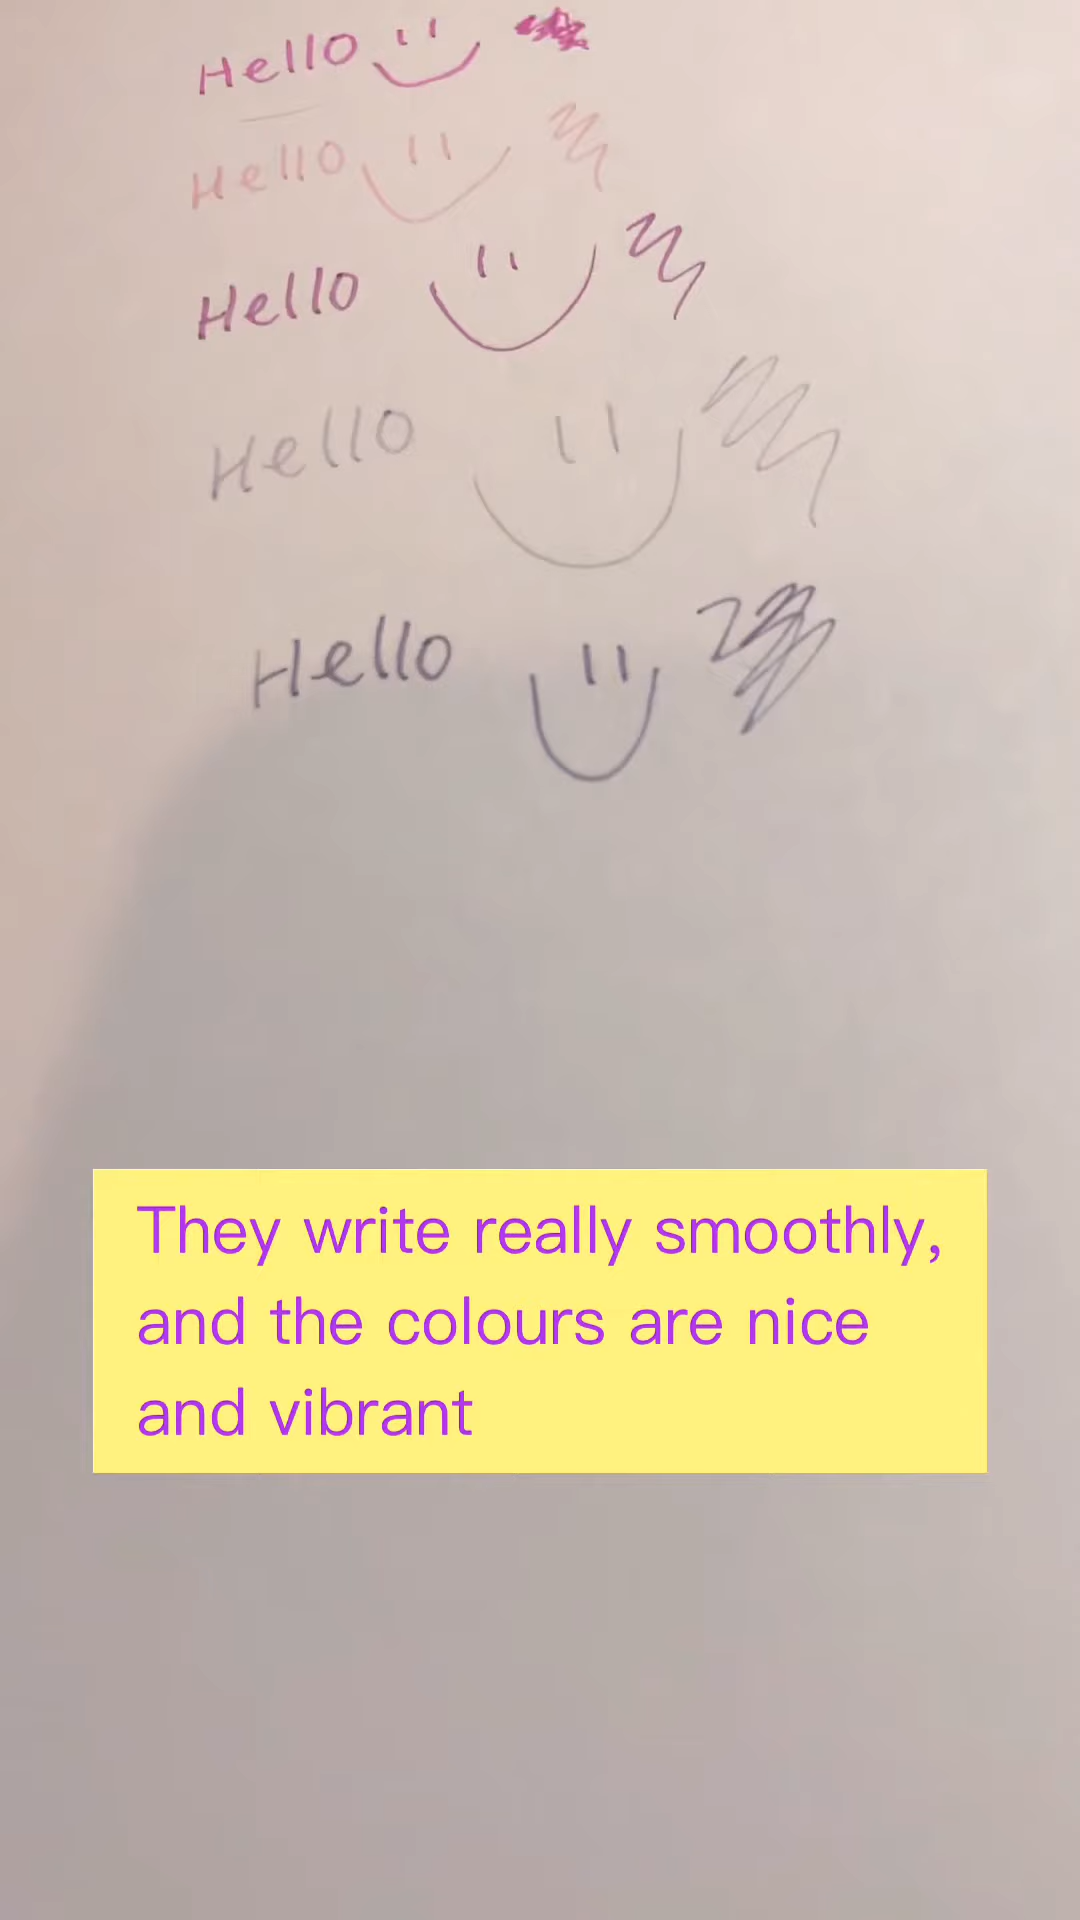 Hello
Hello
Hello
Hello
Hello
They write really smoothly,
and the colours are nice
and vibrant